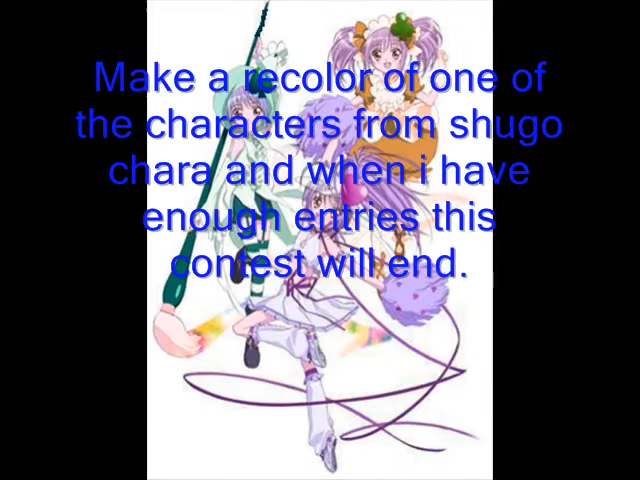 Make a recolor of one of
the characters from shugo
chara and when i have
enough entries this
contest will end.